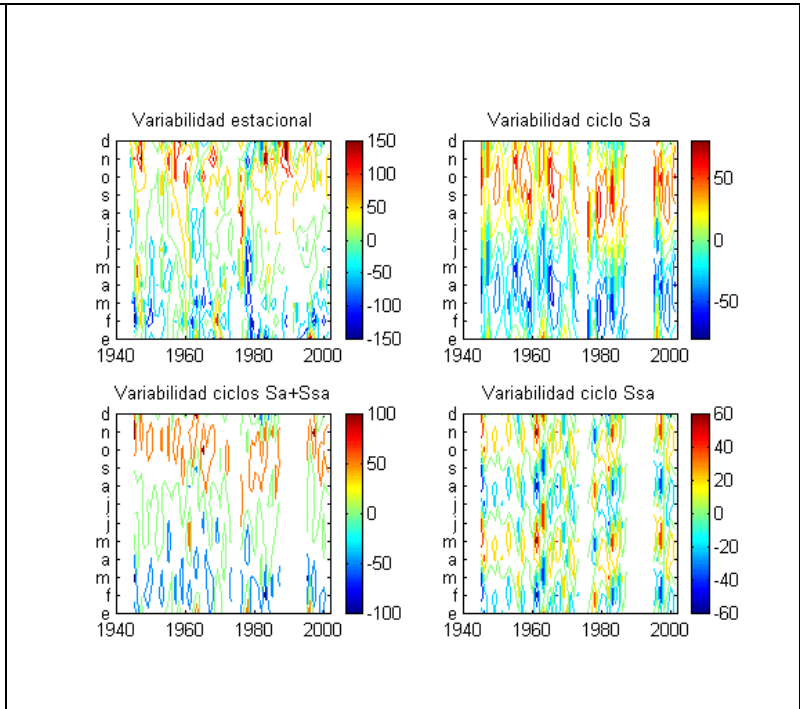 Variabilidad estacional
d
n
o
s
a
j
j
m
a
m
f
e
150
100
50
0
-50
-100
-150
1940 1960 1980 2000
Variabilidad ciclo Sa
d
n
o
s
a
j
j
m
a
m
f
e
50
0
-50
1940 1960 1980 2000
Variabilidad ciclos Sa+Ssa
d
n
o
s
a
j
j
m
a
m
f
e
100
50
0
-50
-100
1940 1960 1980 2000
Variabilidad ciclo Ssa
d
n
o
s
a
j
j
m
a
m
f
e
60
40
20
0
-20
-40
-60
1940 1960 1980 2000